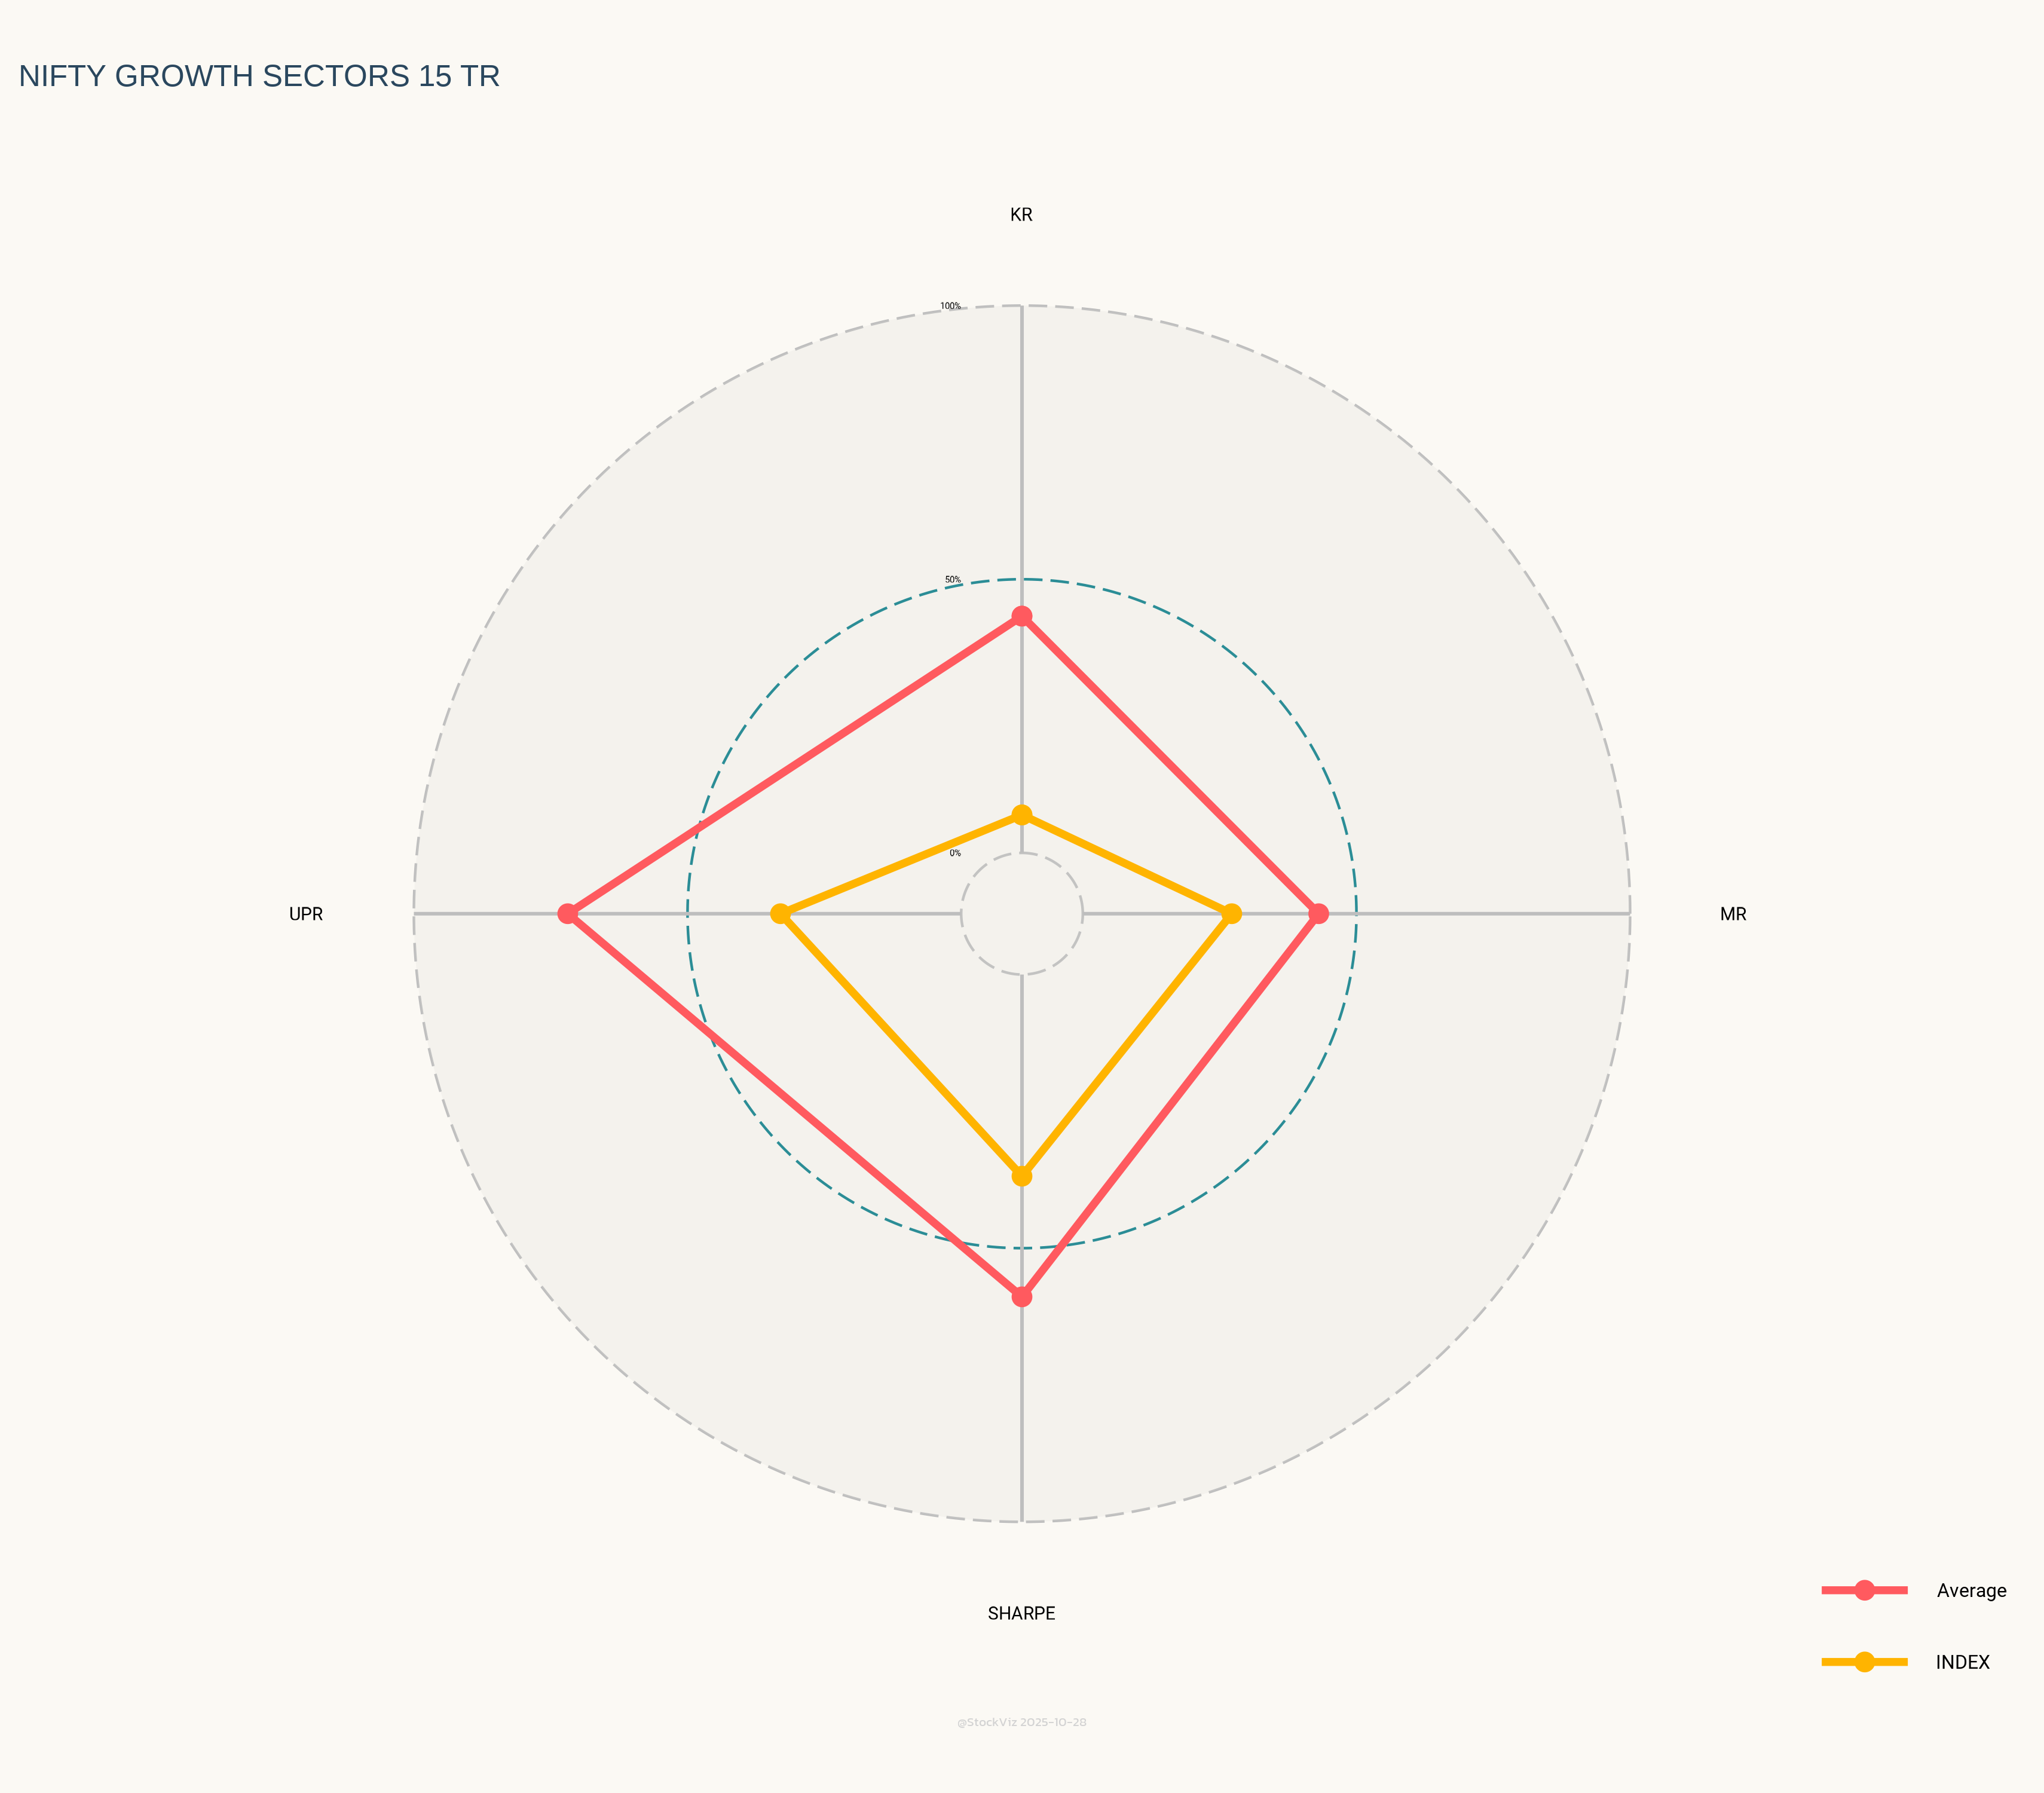 NIFTY GROWTH SECTORS 15 TR
KR
100%
50%
0%
UPR
MR
SHARPE
Average
INDEX
@StockViz 2025-10-28